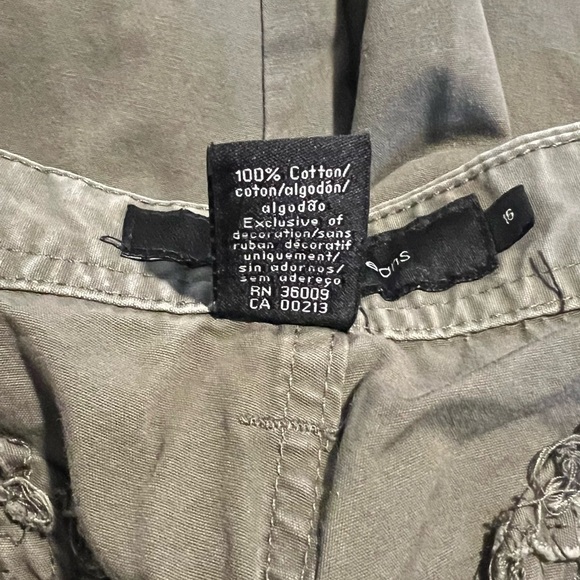 100% Cotton/
coton/algodón/
algodão
Exclusive of
decoration/sans
ruban décoratif
uniquement/
sin adornos/
sem adereço
RN 36009
CA 00213
16